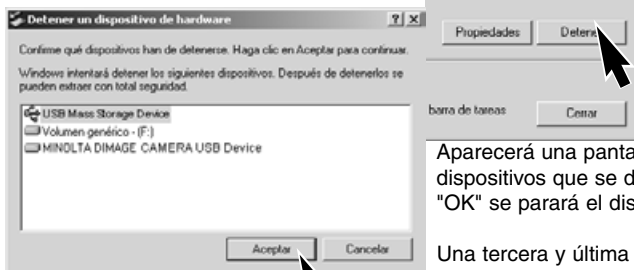 Detener un dispositivo de hardware
Confirme qué dispositivos han de detenerse. Haga clic en Aceptar para continuar.
Windows intentará detener los siguientes dispositivos. Después de detenerlos se
pueden extraer con total seguridad.
USB Mass Storage Device
Volumen genérico - (F:)
MINOLTA DIMAGE CAMERA USB Device
Aceptar
Cancelar
Propiedades
barra de tareas
Cerrar
Aparecerá una
dispositivos que se
"OK" se parará el
Una tercera y última